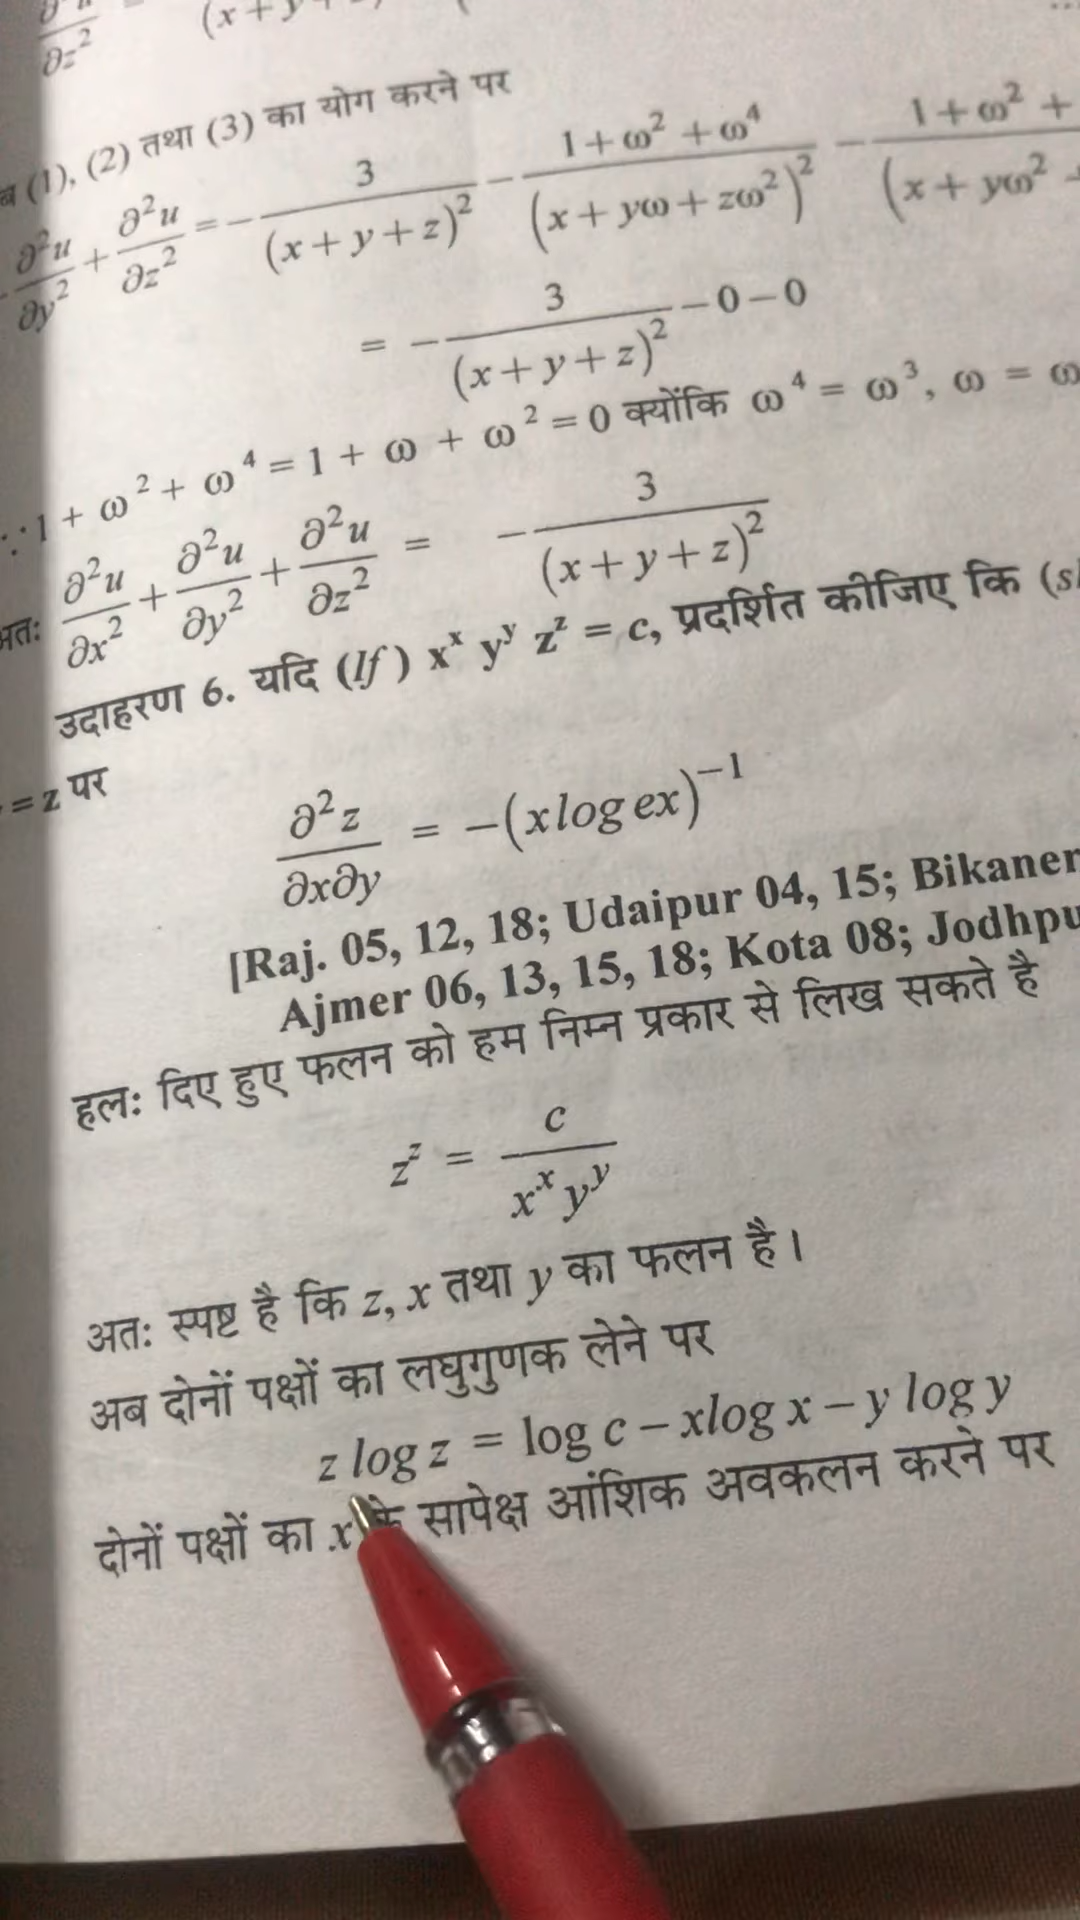 ∂z² (x + y
(1), (2) तथा (3) का योग करने पर
∂²u/∂y² + ∂²u/∂z² = − 3/(x + y + z)² − (1 + ω² + ω⁴)/(x + yω + zω²)² − (1 + ω² +)/(x + yω²
= − 3/(x + y + z)² − 0 − 0
∵ 1 + ω² + ω⁴ = 1 + ω + ω² = 0 क्योंकि ω⁴ = ω³, ω = ω
अतः ∂²u/∂x² + ∂²u/∂y² + ∂²u/∂z² = − 3/(x + y + z)²
उदाहरण 6. यदि (If) xˣ yʸ zᶻ = c, प्रदर्शित कीजिए कि
= z पर
∂²z/∂x∂y = −(x log ex)⁻¹
[Raj. 05, 12, 18; Udaipur 04, 15; Bikaner
Ajmer 06, 13, 15, 18; Kota 08; Jodhpu
हलः दिए हुए फलन को हम निम्न प्रकार से लिख सकते है
zᶻ = c/(xˣ yʸ)
अतः स्पष्ट है कि z, x तथा y का फलन है।
अब दोनों पक्षों का लघुगुणक लेने पर
z log z = log c − x log x − y log y
दोनों पक्षों का x के सापेक्ष आंशिक अवकलन करने पर